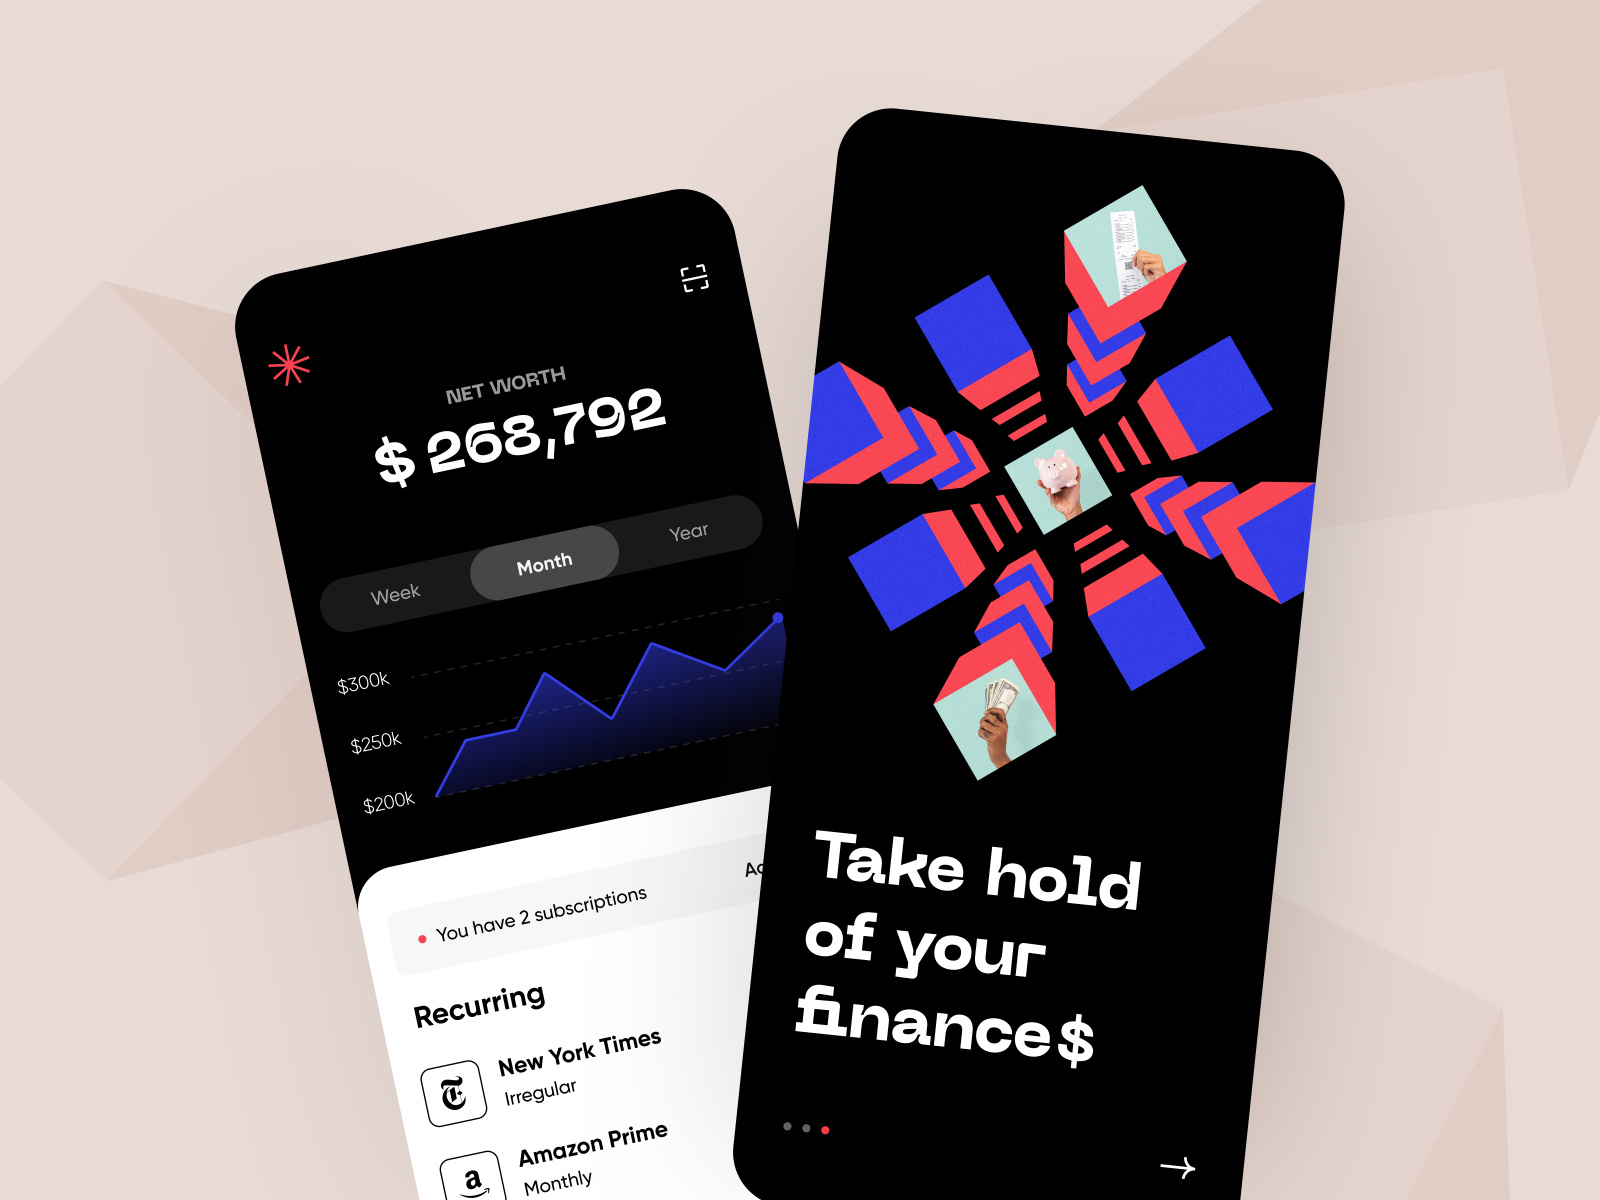 NET WORTH
$ 268,792
Week
Month
Year
$300k
$250k
$200k
You have 2 subscriptions
Recurring
New York Times
Irregular
Amazon Prime
Monthly
Take hold
of your
finance$